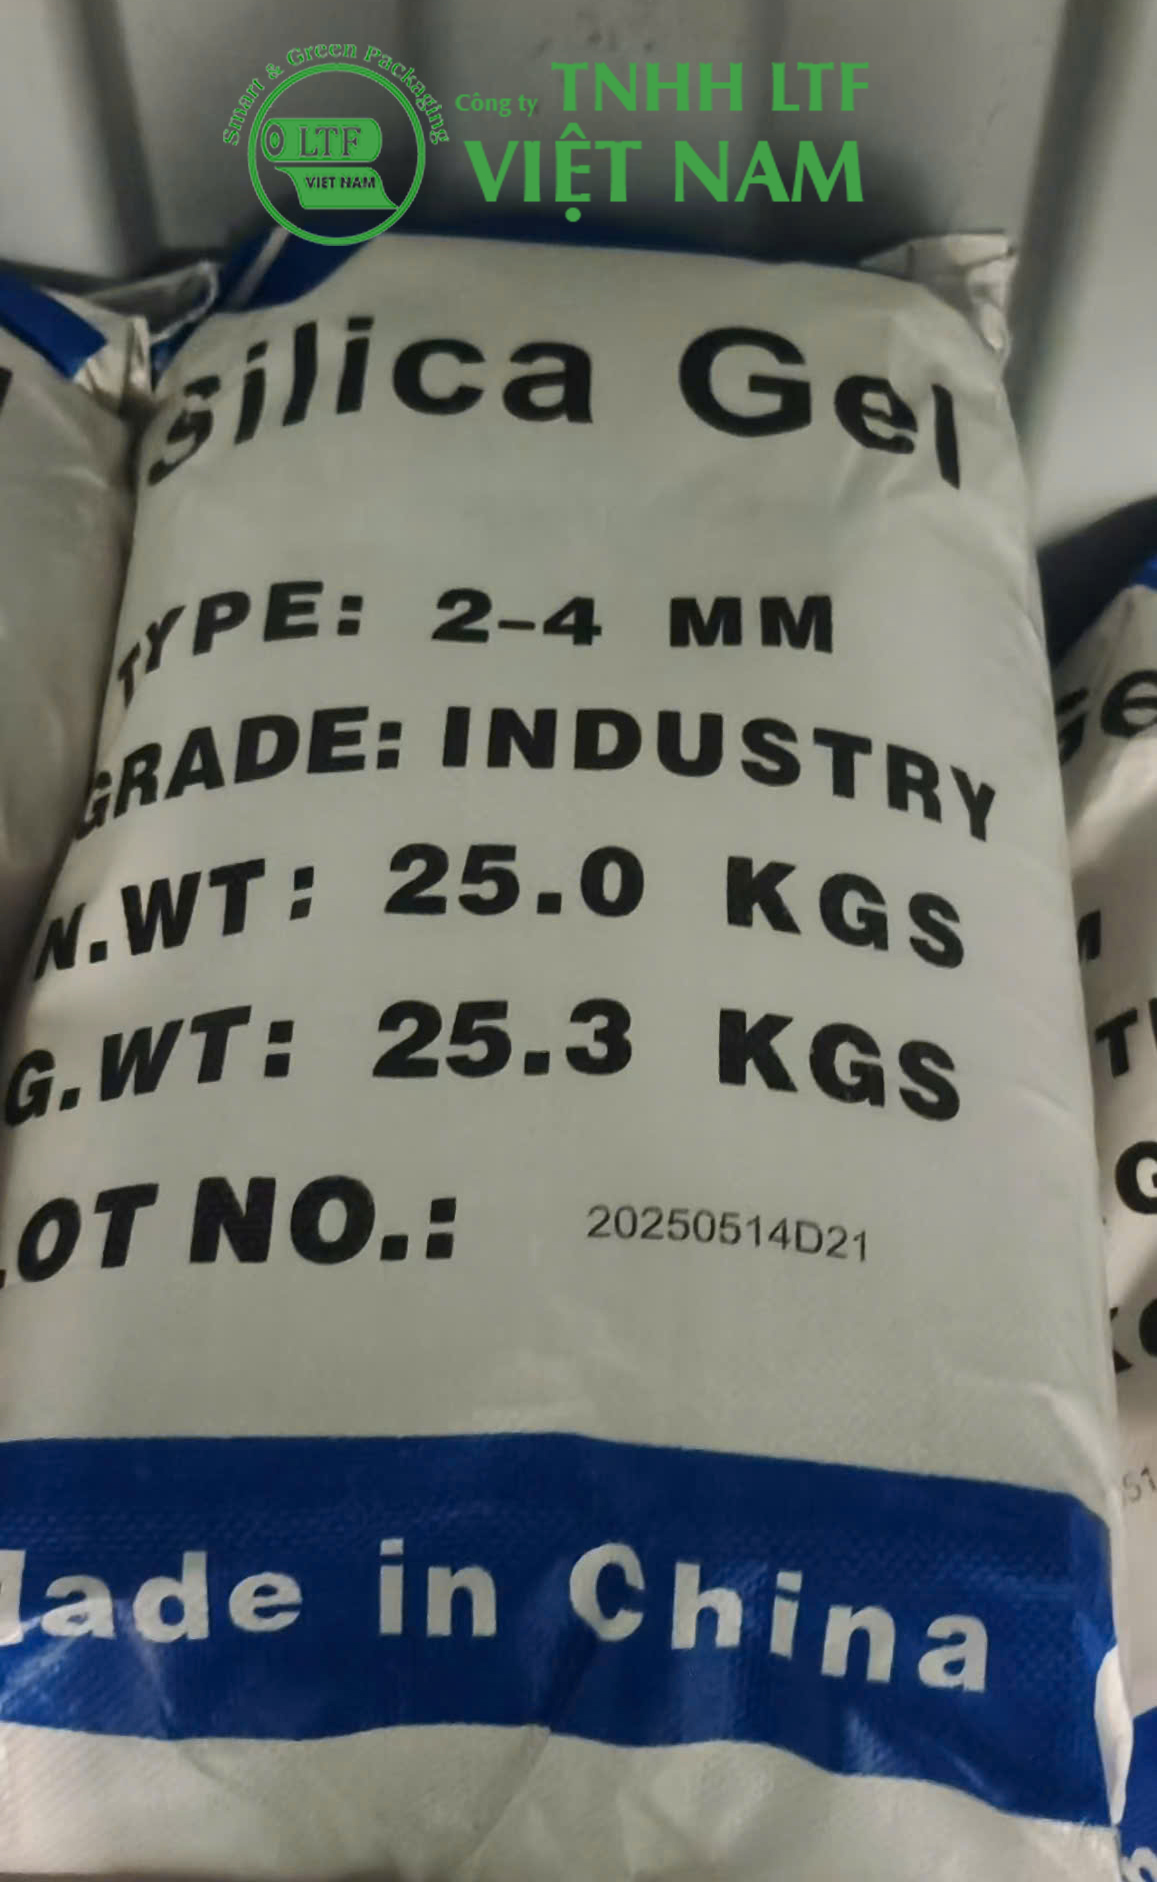 Smart & Green Packaging
LTF
VIET NAM
Công ty TNHH LTF
VIỆT NAM
Silica Gel
TYPE: 2-4 MM
GRADE: INDUSTRY
N.WT: 25.0 KGS
G.WT: 25.3 KGS
LOT NO.: 20250514D21
Made in China